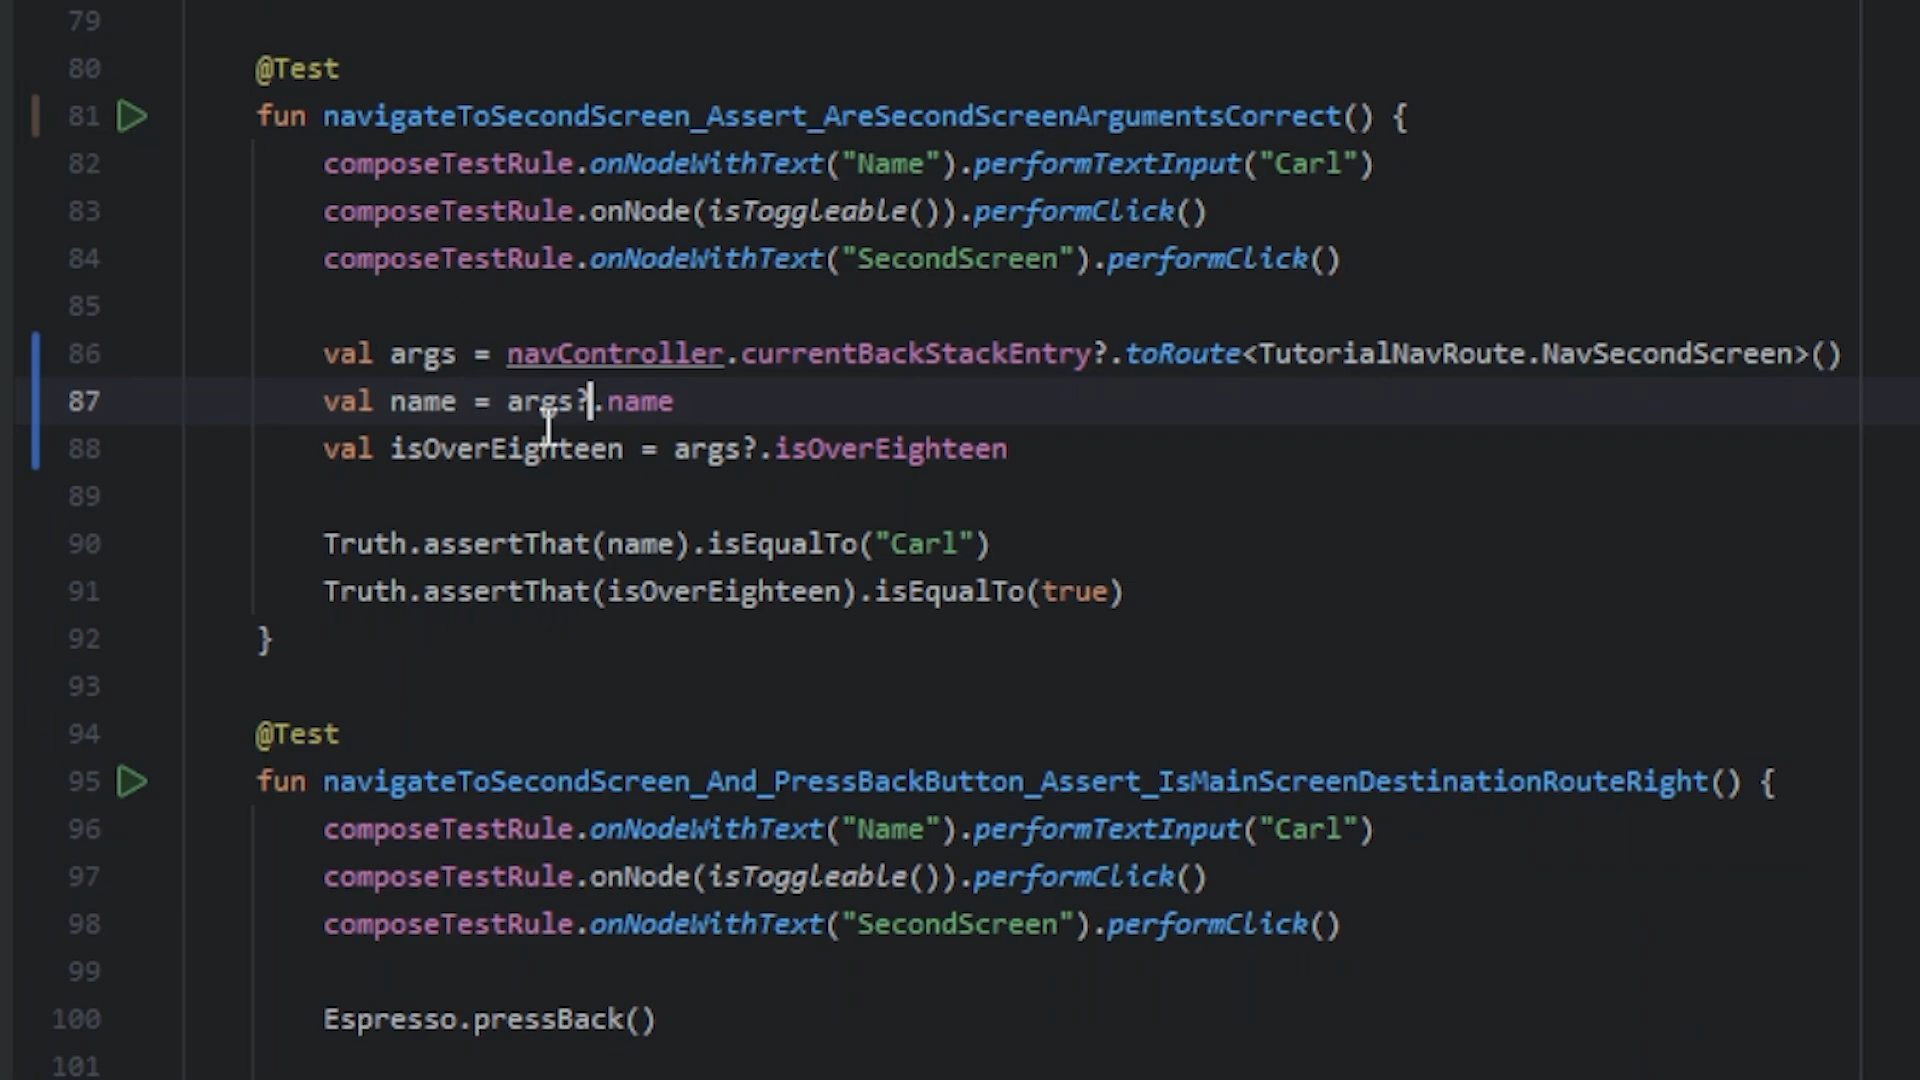 79
80 @Test
81 fun navigateToSecondScreen_Assert_AreSecondScreenArgumentsCorrect() {
82 composeTestRule.onNodeWithText("Name").performTextInput("Carl")
83 composeTestRule.onNode(isToggleable()).performClick()
84 composeTestRule.onNodeWithText("SecondScreen").performClick()
85
86 val args = navController.currentBackStackEntry?.toRoute<TutorialNavRoute.NavSecondScreen>()
87 val name = args?.name
88 val isOverEighteen = args?.isOverEighteen
89
90 Truth.assertThat(name).isEqualTo("Carl")
91 Truth.assertThat(isOverEighteen).isEqualTo(true)
92 }
93
94 @Test
95 fun navigateToSecondScreen_And_PressBackButton_Assert_IsMainScreenDestinationRouteRight() {
96 composeTestRule.onNodeWithText("Name").performTextInput("Carl")
97 composeTestRule.onNode(isToggleable()).performClick()
98 composeTestRule.onNodeWithText("SecondScreen").performClick()
99
100 Espresso.pressBack()
101